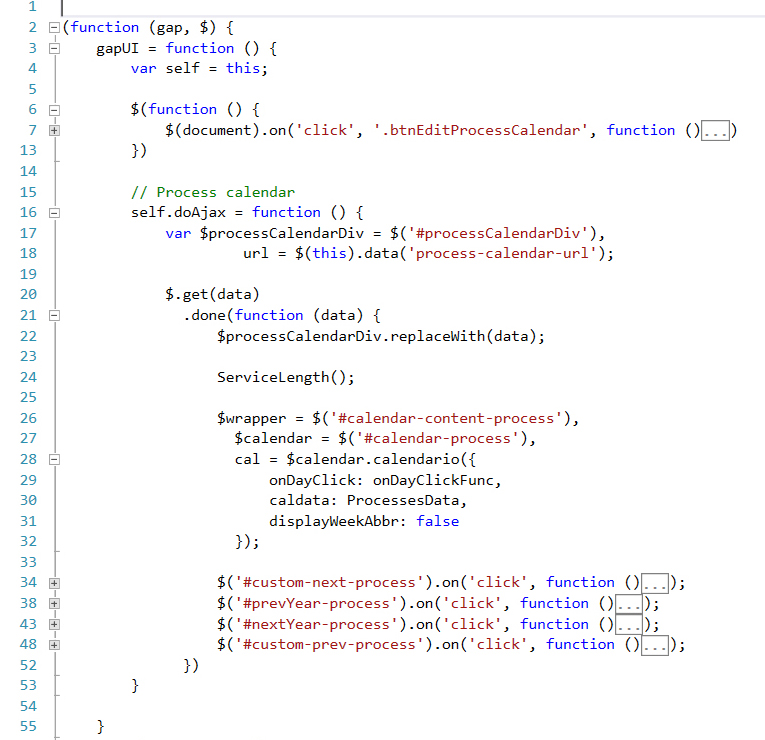 1
2 (function (gap, $) {
3 gapUI = function () {
4 var self = this;
5
6 $(function () {
7 $(document).on('click', '.btnEditProcessCalendar', function ()...)
13 })
14
15 // Process calendar
16 self.doAjax = function () {
17 var $processCalendarDiv = $('#processCalendarDiv'),
18 url = $(this).data('process-calendar-url');
19
20 $.get(data)
21 .done(function (data) {
22 $processCalendarDiv.replaceWith(data);
23
24 ServiceLength();
25
26 $wrapper = $('#calendar-content-process'),
27 $calendar = $('#calendar-process'),
28 cal = $calendar.calendario({
29 onDayClick: onDayClickFunc,
30 caldata: ProcessesData,
31 displayWeekAbbr: false
32 });
33
34 $('#custom-next-process').on('click', function ()...);
38 $('#prevYear-process').on('click', function ()...);
43 $('#nextYear-process').on('click', function ()...);
48 $('#custom-prev-process').on('click', function ()...);
52 })
53 }
54
55 }